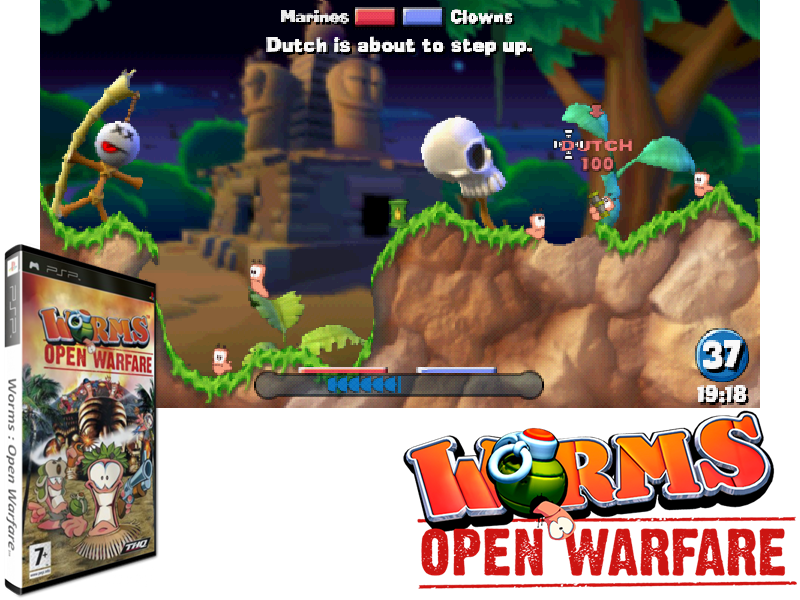 Marines Clowns
Dutch is about to step up.
DUTCH
100
37
19:18
PSP
PSP
WORMS
OPEN WARFARE
Worms : Open Warfare
7+
THQ
WORMS
OPEN WARFARE